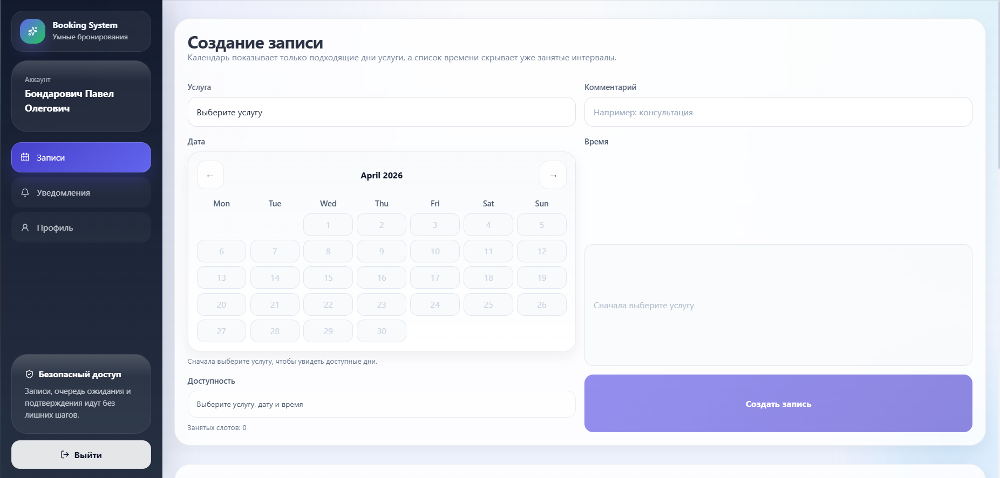 Booking System
Умные бронирования
Аккаунт
Бондарович Павел
Олегович
Записи
Уведомления
Профиль
Безопасный доступ
Записи, очередь ожидания и
подтверждения идут без
лишних шагов.
Выйти
Создание записи
Календарь показывает только подходящие дни услуги, а список времени скрывает уже занятые интервалы.
Услуга
Выберите услугу
Комментарий
Например: консультация
Дата
← April 2026 →
Mon Tue Wed Thu Fri Sat Sun
1 2 3 4 5
6 7 8 9 10 11 12
13 14 15 16 17 18 19
20 21 22 23 24 25 26
27 28 29 30
Сначала выберите услугу, чтобы увидеть доступные дни.
Время
Сначала выберите услугу
Доступность
Выберите услугу, дату и время
Занятых слотов: 0
Создать запись